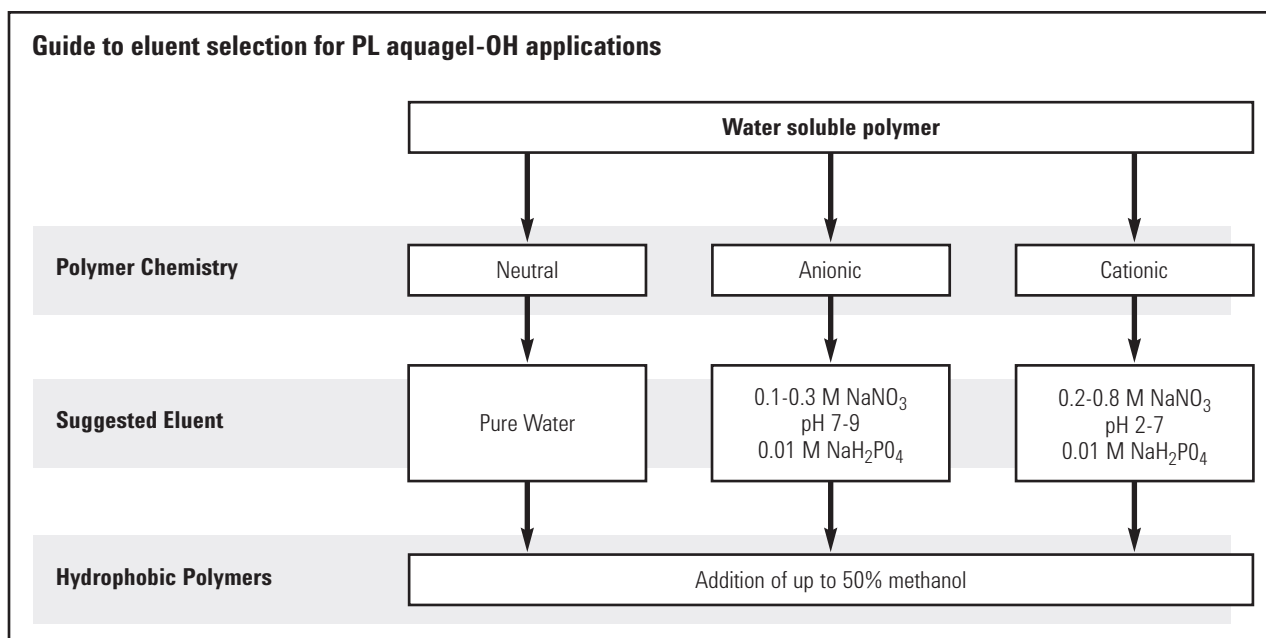 Guide to eluent selection for PL aquagel-OH applications
Water soluble polymer
Polymer Chemistry
Neutral
Anionic
Cationic
Suggested Eluent
Pure Water
0.1-0.3 M NaNO₃
pH 7-9
0.01 M NaH₂PO₄
0.2-0.8 M NaNO₃
pH 2-7
0.01 M NaH₂PO₄
Hydrophobic Polymers
Addition of up to 50% methanol